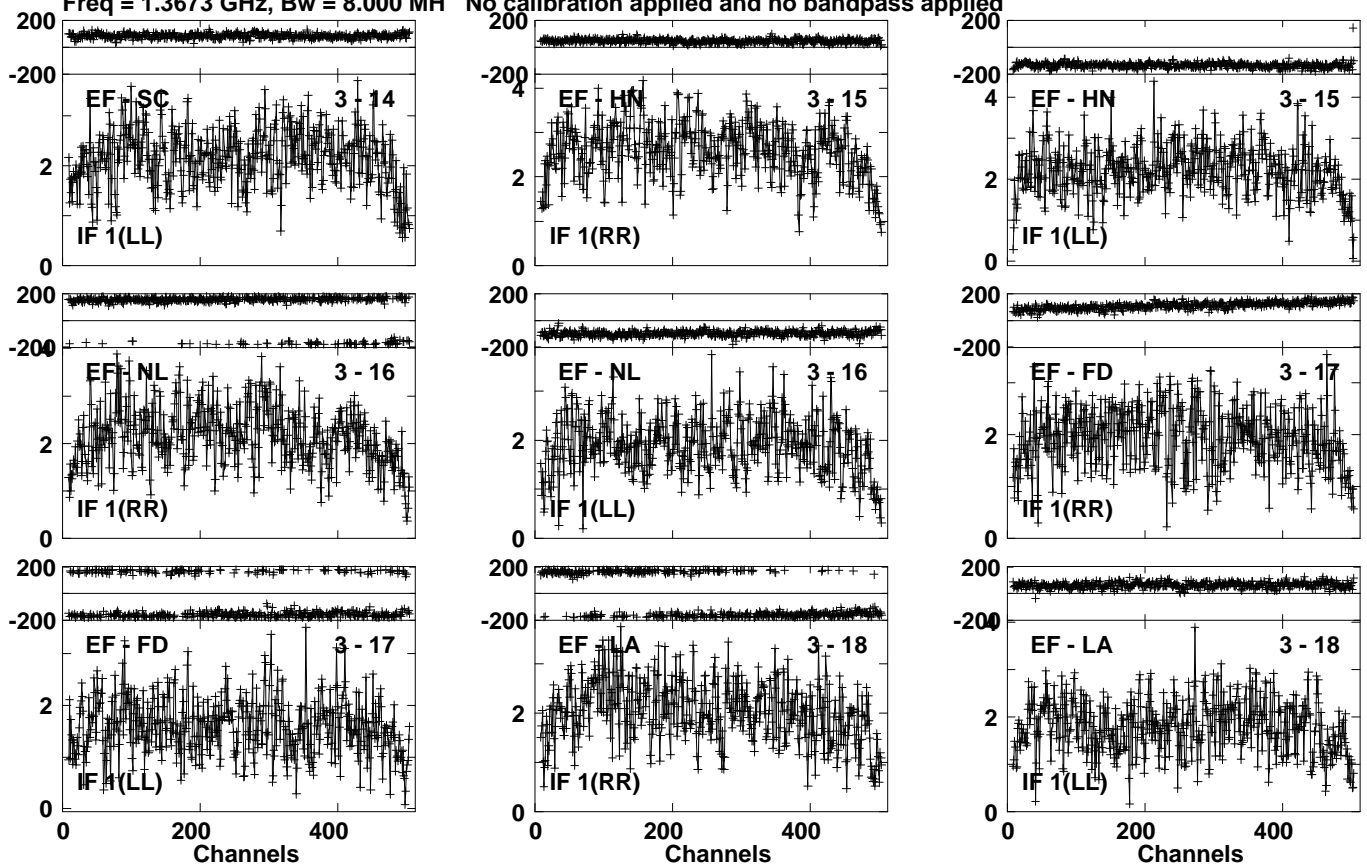 Freq = 1.3673 GHz, Bw = 8.000 MH No calibration applied and no bandpass applied
200
-200
EF - SC 3 - 14
2
IF 1(LL)
0
4
EF - HN 3 - 15
2
IF 1(RR)
0
4
EF - HN 3 - 15
2
IF 1(LL)
0
200
-200
4
EF - NL 3 - 16
2
IF 1(RR)
0
EF - NL 3 - 16
2
IF 1(LL)
0
200
-200
EF - FD 3 - 17
2
IF 1(RR)
0
200
-200
EF - FD 3 - 17
2
IF 1(LL)
0
0 200 400
Channels
200
-200
EF - LA 3 - 18
2
IF 1(RR)
0
0 200 400
Channels
200
-200
4
EF - LA 3 - 18
2
IF 1(LL)
0
0 200 400
Channels